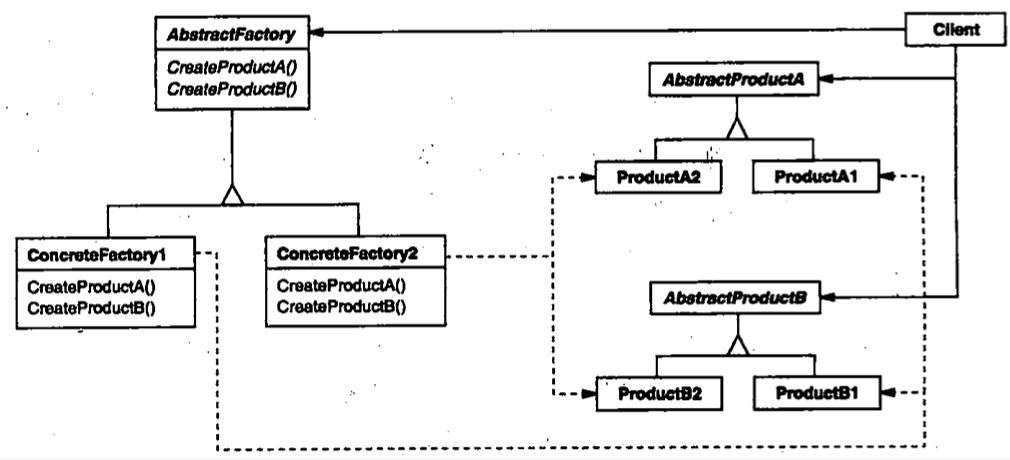 AbstractFactory
CreateProductA()
CreateProductB()
Client
AbstractProductA
ProductA2
ProductA1
ConcreteFactory1
CreateProductA()
CreateProductB()
ConcreteFactory2
CreateProductA()
CreateProductB()
AbstractProductB
ProductB2
ProductB1